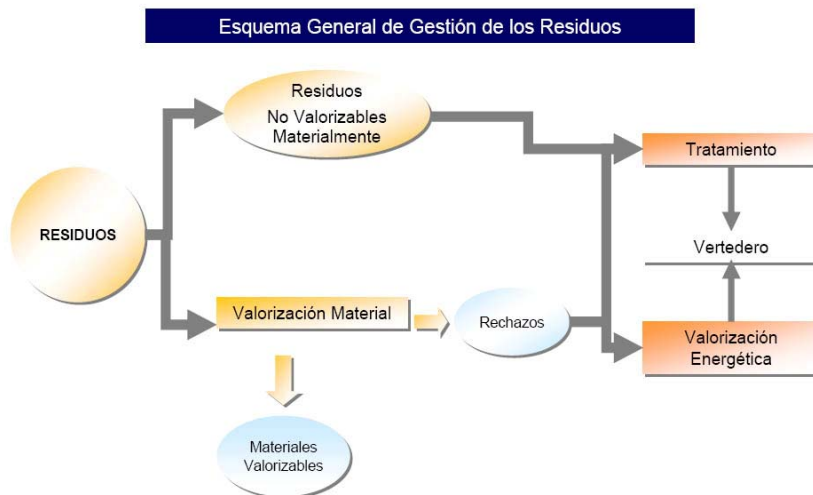 Esquema General de Gestión de los Residuos
Residuos
No Valorizables
Materialmente
Tratamiento
RESIDUOS
Vertedero
Valorización Material
Rechazos
Valorización
Energética
Materiales
Valorizables